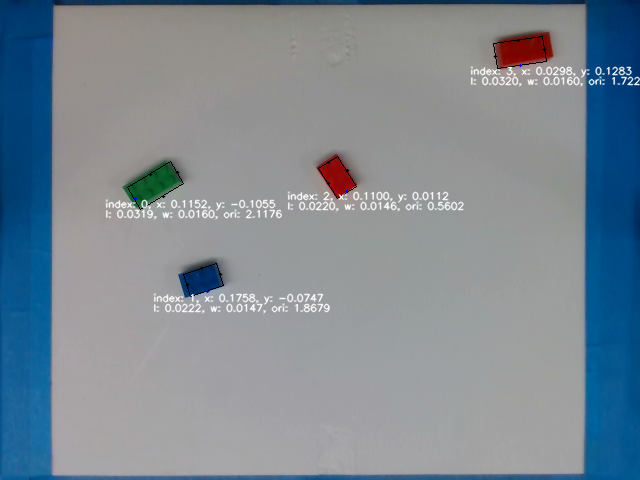 index: 3, x: 0.0298, y: 0.1283
l: 0.0320, w: 0.0160, ori: 1.722
index: 0, x: 0.1152, y: -0.1055
l: 0.0319, w: 0.0160, ori: 2.1176
index: 2, x: 0.1100, y: 0.0112
l: 0.0220, w: 0.0146, ori: 0.5602
index: 1, x: 0.1758, y: -0.0747
l: 0.0222, w: 0.0147, ori: 1.8679